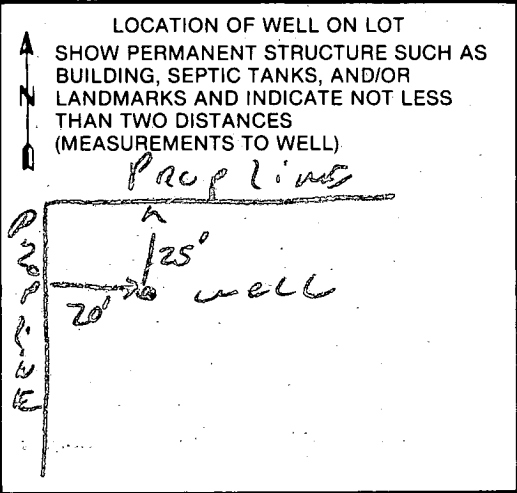 LOCATION OF WELL ON LOT
SHOW PERMANENT STRUCTURE SUCH AS
BUILDING, SEPTIC TANKS, AND/OR
N LANDMARKS AND INDICATE NOT LESS
THAN TWO DISTANCES
(MEASUREMENTS TO WELL)
Prop line
25'
20' well
PROP LINE